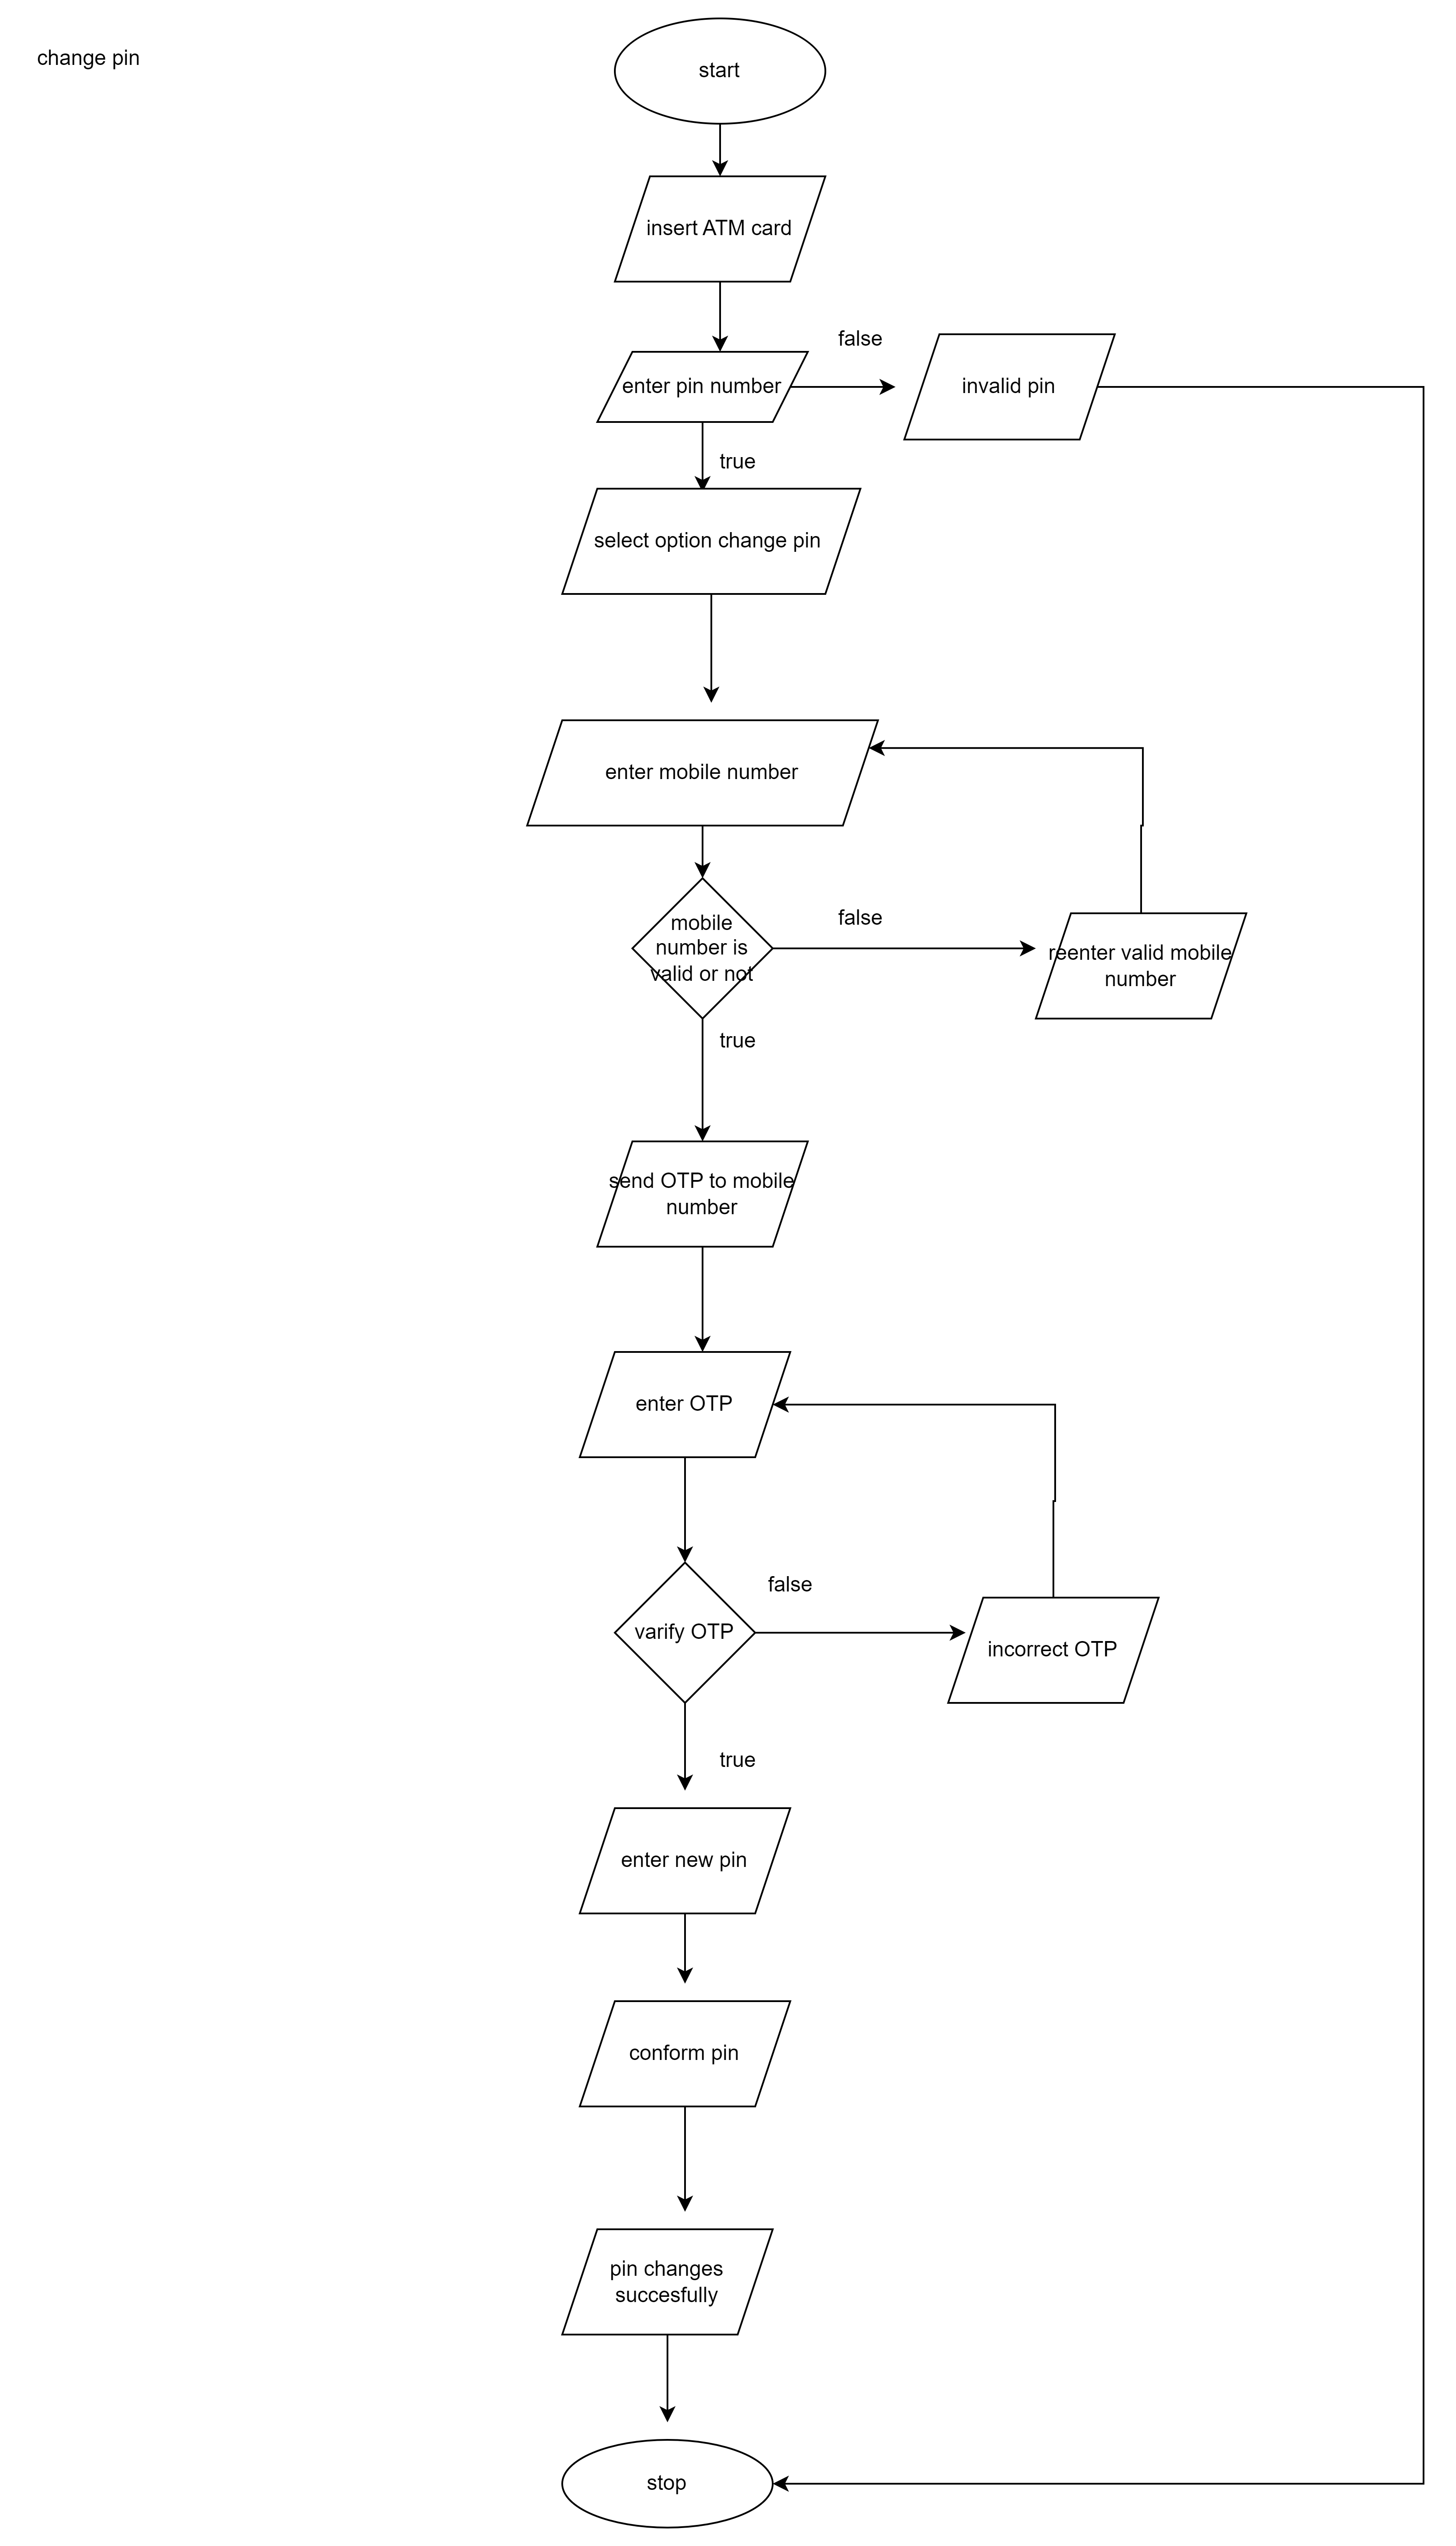 change pin
start
insert ATM card
false
enter pin number
invalid pin
true
select option change pin
enter mobile number
mobile
number is
valid or not
false
reenter valid mobile
number
true
send OTP to mobile
number
enter OTP
false
varify OTP
incorrect OTP
true
enter new pin
conform pin
pin changes
succesfully
stop